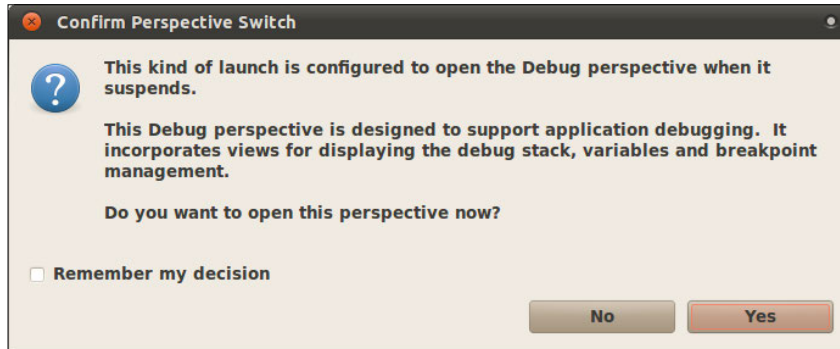 Confirm Perspective Switch
This kind of launch is configured to open the Debug perspective when it
suspends.
This Debug perspective is designed to support application debugging.  It
incorporates views for displaying the debug stack, variables and breakpoint
management.
Do you want to open this perspective now?
Remember my decision
No Yes